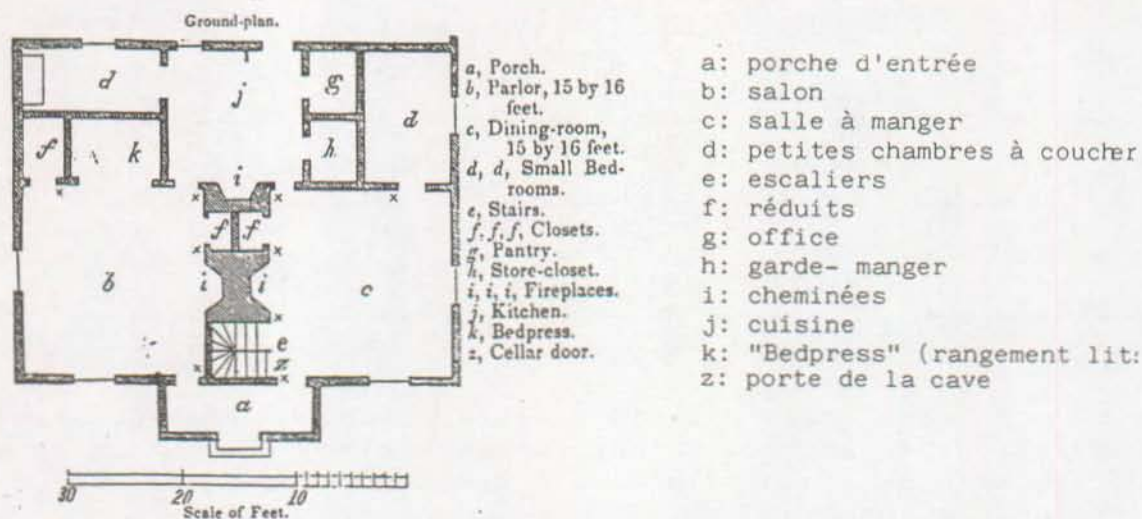 Ground-plan.
d
j
g
d
f
k
h
i
f f
b
i
i
c
e
z
a
30
20
10
Scale of Feet.
a, Porch.
b, Parlor, 15 by 16
feet.
c, Dining-room,
15 by 16 feet.
d, d, Small Bed-
rooms.
e, Stairs.
f, f, f, Closets.
g, Pantry.
h, Store-closet.
i, i, i, Fireplaces.
j, Kitchen.
k, Bedpress.
z, Cellar door.
a: porche d'entrée
b: salon
c: salle à manger
d: petites chambres à coucher
e: escaliers
f: réduits
g: office
h: garde- manger
i: cheminées
j: cuisine
k: "Bedpress" (rangement lit
z: porte de la cave